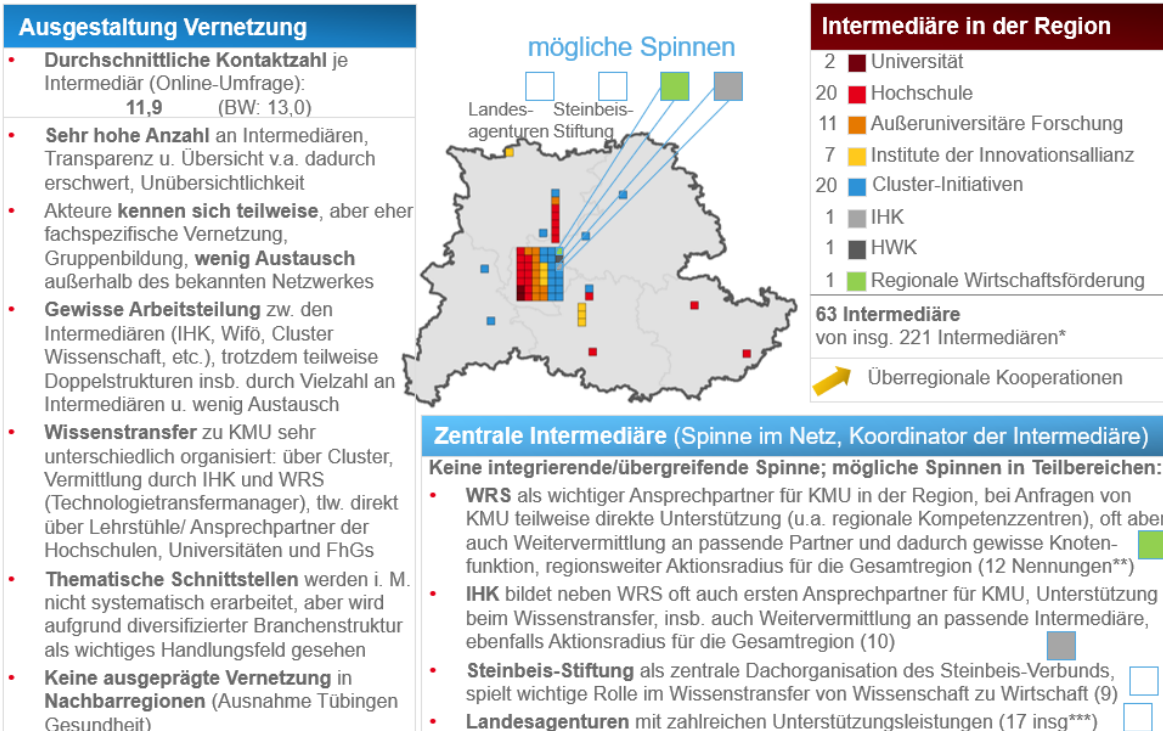 Ausgestaltung Vernetzung
• Durchschnittliche Kontaktzahl je
Intermediär (Online-Umfrage):
11,9 (BW: 13,0)
• Sehr hohe Anzahl an Intermediären,
Transparenz u. Übersicht v.a. dadurch
erschwert, Unübersichtlichkeit
• Akteure kennen sich teilweise, aber eher
fachspezifische Vernetzung,
Gruppenbildung, wenig Austausch
außerhalb des bekannten Netzwerkes
• Gewisse Arbeitsteilung zw. den
Intermediären (IHK, Wifö, Cluster
Wissenschaft, etc.), trotzdem teilweise
Doppelstrukturen insb. durch Vielzahl an
Intermediären u. wenig Austausch
• Wissenstransfer zu KMU sehr
unterschiedlich organisiert: über Cluster,
Vermittlung durch IHK und WRS
(Technologietransfermanager), tlw. direkt
über Lehrstühle/ Ansprechpartner der
Hochschulen, Universitäten und FhGs
• Thematische Schnittstellen werden i. M.
nicht systematisch erarbeitet, aber wird
aufgrund diversifizierter Branchenstruktur
als wichtiges Handlungsfeld gesehen
• Keine ausgeprägte Vernetzung in
Nachbarregionen (Ausnahme Tübingen
Gesundheit)
mögliche Spinnen
Landes-
agenturen
Steinbeis-
Stiftung
Intermediäre in der Region
2 Universität
20 Hochschule
11 Außeruniversitäre Forschung
7 Institute der Innovationsallianz
20 Cluster-Initiativen
1 IHK
1 HWK
1 Regionale Wirtschaftsförderung
63 Intermediäre
von insg. 221 Intermediären*
Überregionale Kooperationen
Zentrale Intermediäre (Spinne im Netz, Koordinator der Intermediäre)
Keine integrierende/übergreifende Spinne; mögliche Spinnen in Teilbereichen:
• WRS als wichtiger Ansprechpartner für KMU in der Region, bei Anfragen von
KMU teilweise direkte Unterstützung (u.a. regionale Kompetenzzentren), oft aber
auch Weitervermittlung an passende Partner und dadurch gewisse Knoten-
funktion, regionsweiter Aktionsradius für die Gesamtregion (12 Nennungen**)
• IHK bildet neben WRS oft auch ersten Ansprechpartner für KMU, Unterstützung
beim Wissenstransfer, insb. auch Weitervermittlung an passende Intermediäre,
ebenfalls Aktionsradius für die Gesamtregion (10)
• Steinbeis-Stiftung als zentrale Dachorganisation des Steinbeis-Verbunds,
spielt wichtige Rolle im Wissenstransfer von Wissenschaft zu Wirtschaft (9)
• Landesagenturen mit zahlreichen Unterstützungsleistungen (17 insg***)